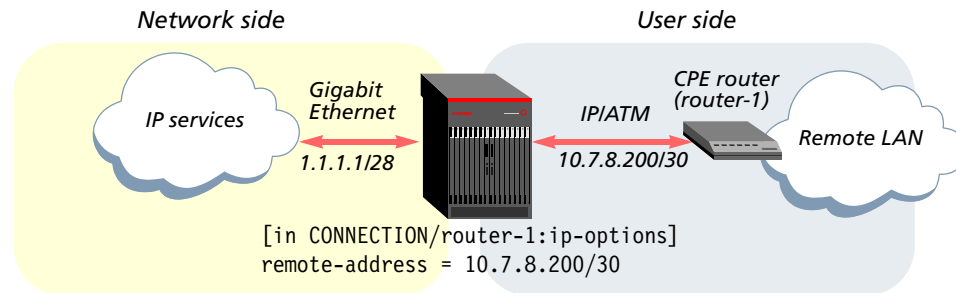 Network side
User side
IP services
Gigabit
Ethernet
1.1.1.1/28
IP/ATM
10.7.8.200/30
CPE router
(router-1)
Remote LAN
[in CONNECTION/router-1:ip-options]
remote-address = 10.7.8.200/30